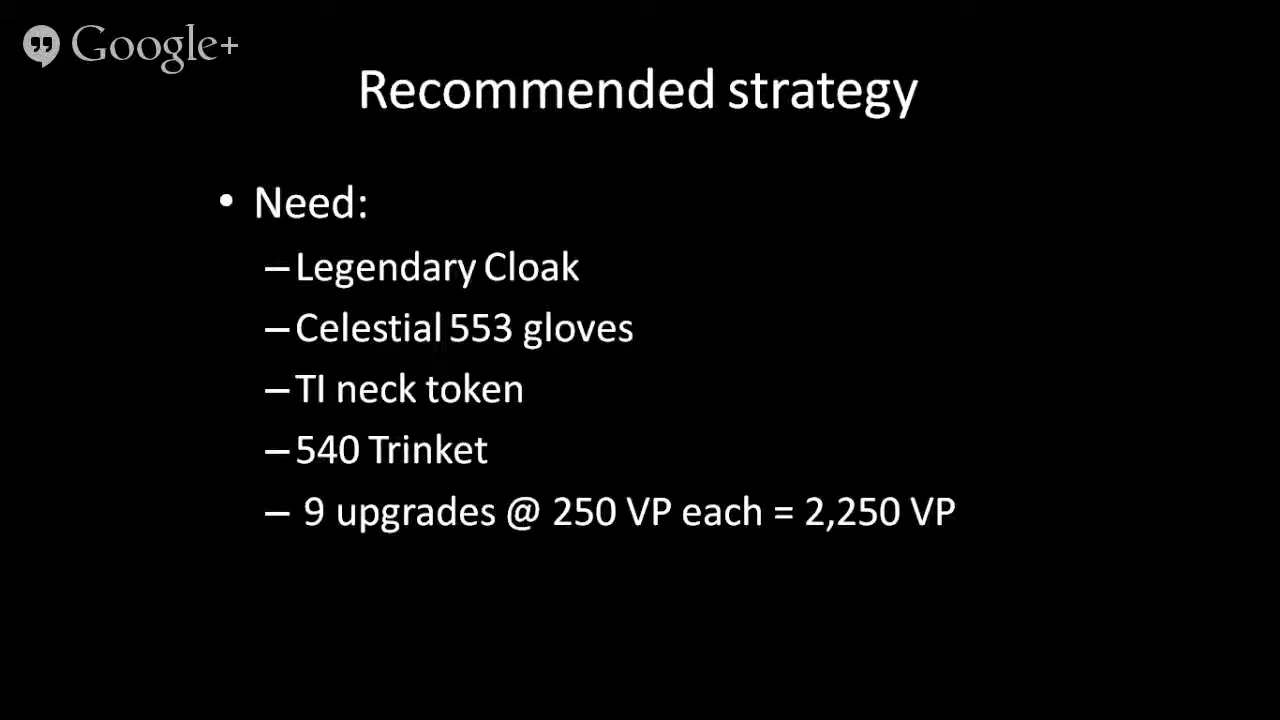 Google+
Recommended strategy
• Need:
–Legendary Cloak
–Celestial 553 gloves
–TI neck token
–540 Trinket
– 9 upgrades @ 250 VP each = 2,250 VP